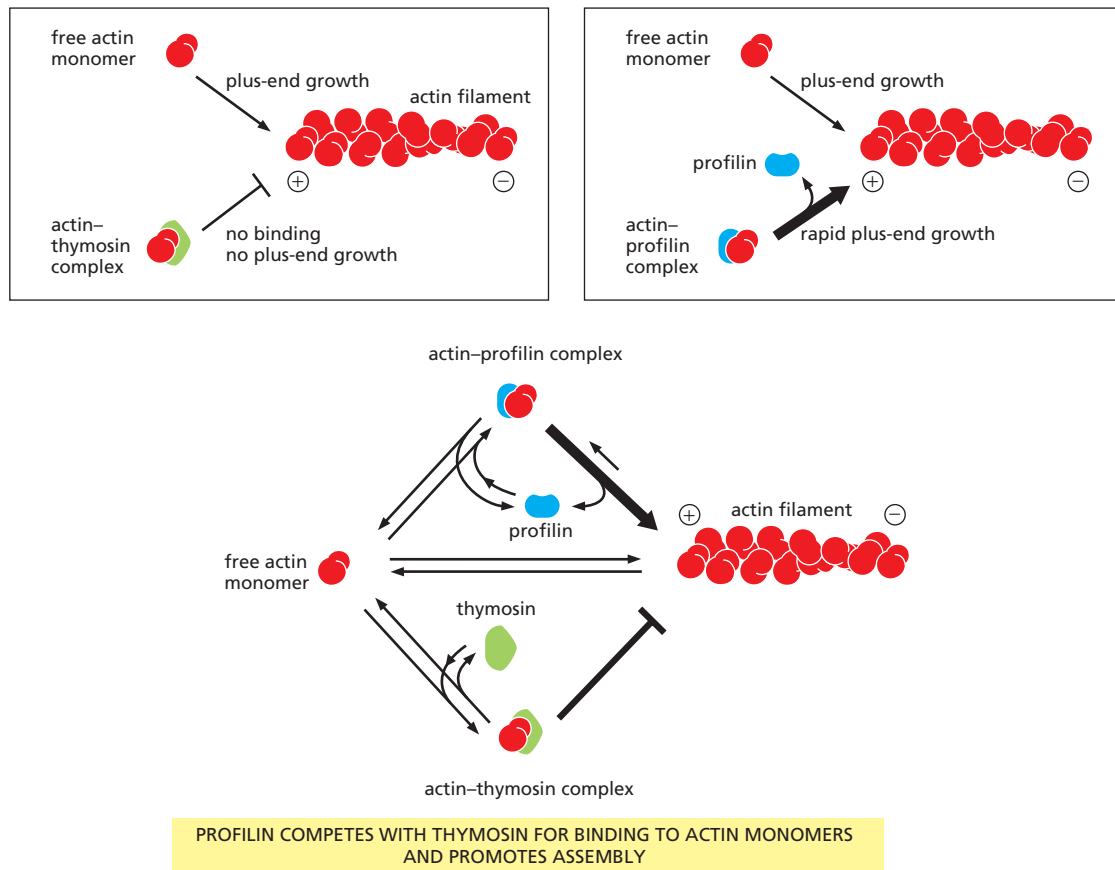 free actin
monomer
plus-end growth
actin filament
+
−
actin–
thymosin
complex
no binding
no plus-end growth
free actin
monomer
plus-end growth
profilin
+
−
actin–
profilin
complex
rapid plus-end growth
actin–profilin complex
profilin
+
actin filament
−
free actin
monomer
thymosin
actin–thymosin complex
PROFILIN COMPETES WITH THYMOSIN FOR BINDING TO ACTIN MONOMERS
AND PROMOTES ASSEMBLY